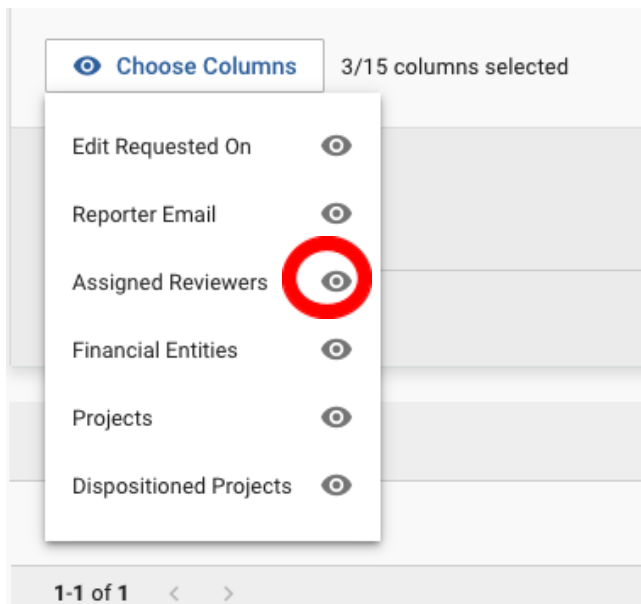 Choose Columns 3/15 columns selected
Edit Requested On
Reporter Email
Assigned Reviewers
Financial Entities
Projects
Dispositioned Projects
1-1 of 1